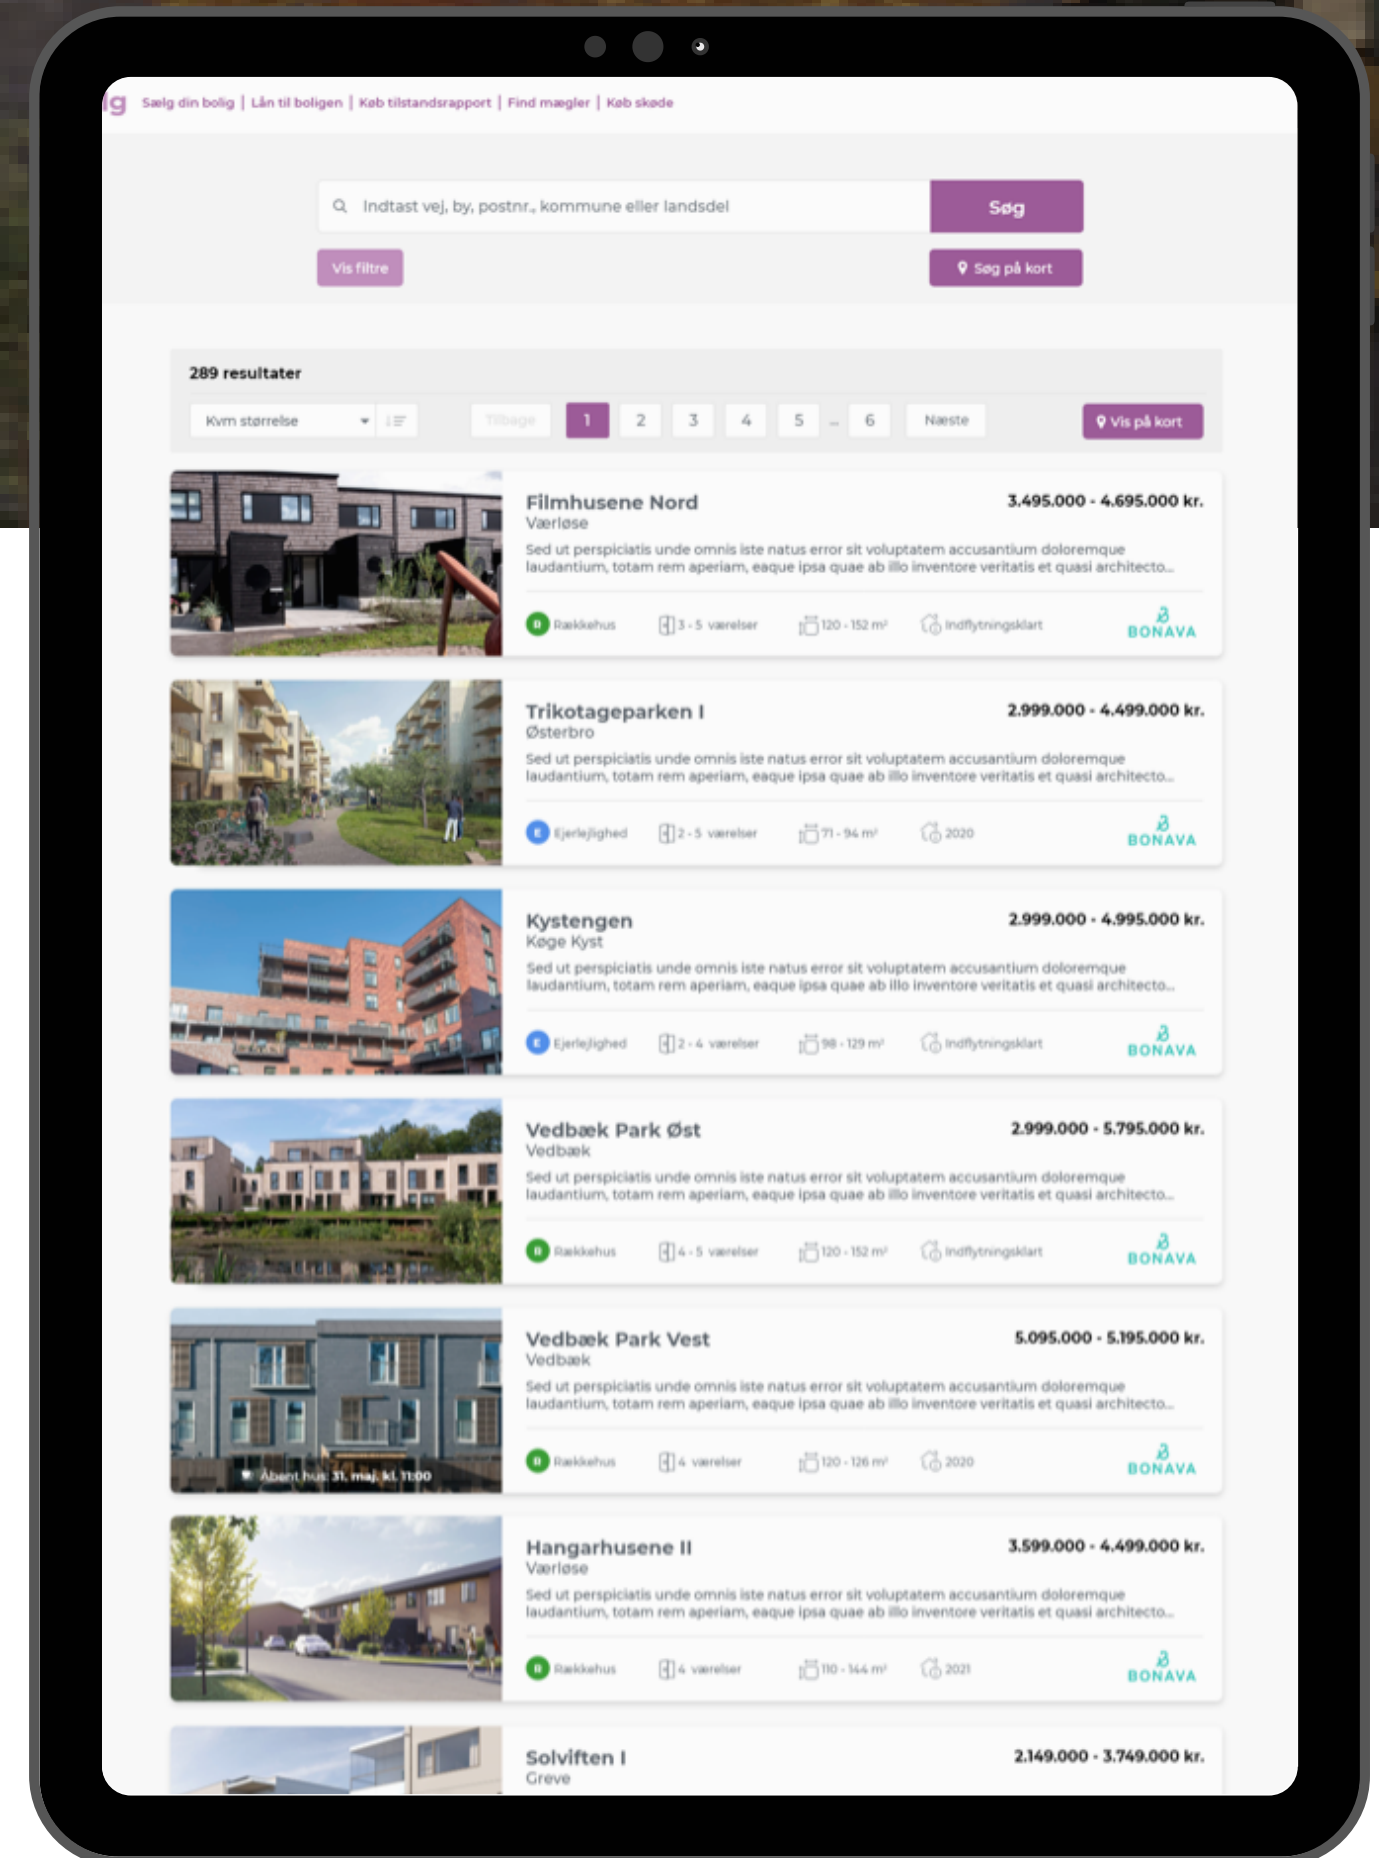 lg Sælg din bolig | Lån til boligen | Køb tilstandsrapport | Find mægler | Køb skøde
Indtast vej, by, postnr., kommune eller landsdel
Søg
Vis filtre
Søg på kort
289 resultater
Kvm størrelse
Tilbage 1 2 3 4 5 ... 6 Næste
Vis på kort
Filmhusene Nord
3.495.000 - 4.695.000 kr.
Værløse
Sed ut perspiciatis unde omnis iste natus error sit voluptatem accusantium doloremque
laudantium, totam rem aperiam, eaque ipsa quae ab illo inventore veritatis et quasi architecto...
R Rækkehus 3 - 5 værelser 120 - 152 m² Indflytningsklart
BONAVA
Trikotageparken I
2.999.000 - 4.499.000 kr.
Østerbro
Sed ut perspiciatis unde omnis iste natus error sit voluptatem accusantium doloremque
laudantium, totam rem aperiam, eaque ipsa quae ab illo inventore veritatis et quasi architecto...
E Ejerlejlighed 2 - 5 værelser 71 - 94 m² 2020
BONAVA
Kystengen
2.999.000 - 4.995.000 kr.
Køge Kyst
Sed ut perspiciatis unde omnis iste natus error sit voluptatem accusantium doloremque
laudantium, totam rem aperiam, eaque ipsa quae ab illo inventore veritatis et quasi architecto...
E Ejerlejlighed 2 - 4 værelser 98 - 129 m² Indflytningsklart
BONAVA
Vedbæk Park Øst
2.999.000 - 5.795.000 kr.
Vedbæk
Sed ut perspiciatis unde omnis iste natus error sit voluptatem accusantium doloremque
laudantium, totam rem aperiam, eaque ipsa quae ab illo inventore veritatis et quasi architecto...
R Rækkehus 4 - 5 værelser 120 - 152 m² Indflytningsklart
BONAVA
Vedbæk Park Vest
5.095.000 - 5.195.000 kr.
Vedbæk
Sed ut perspiciatis unde omnis iste natus error sit voluptatem accusantium doloremque
laudantium, totam rem aperiam, eaque ipsa quae ab illo inventore veritatis et quasi architecto...
R Rækkehus 4 værelser 120 - 126 m² 2020
BONAVA
Åbent hus: 31. maj. kl. 11:00
Hangarhusene II
3.599.000 - 4.499.000 kr.
Værløse
Sed ut perspiciatis unde omnis iste natus error sit voluptatem accusantium doloremque
laudantium, totam rem aperiam, eaque ipsa quae ab illo inventore veritatis et quasi architecto...
R Rækkehus 4 værelser 110 - 144 m² 2021
BONAVA
Solviften I
2.149.000 - 3.749.000 kr.
Greve